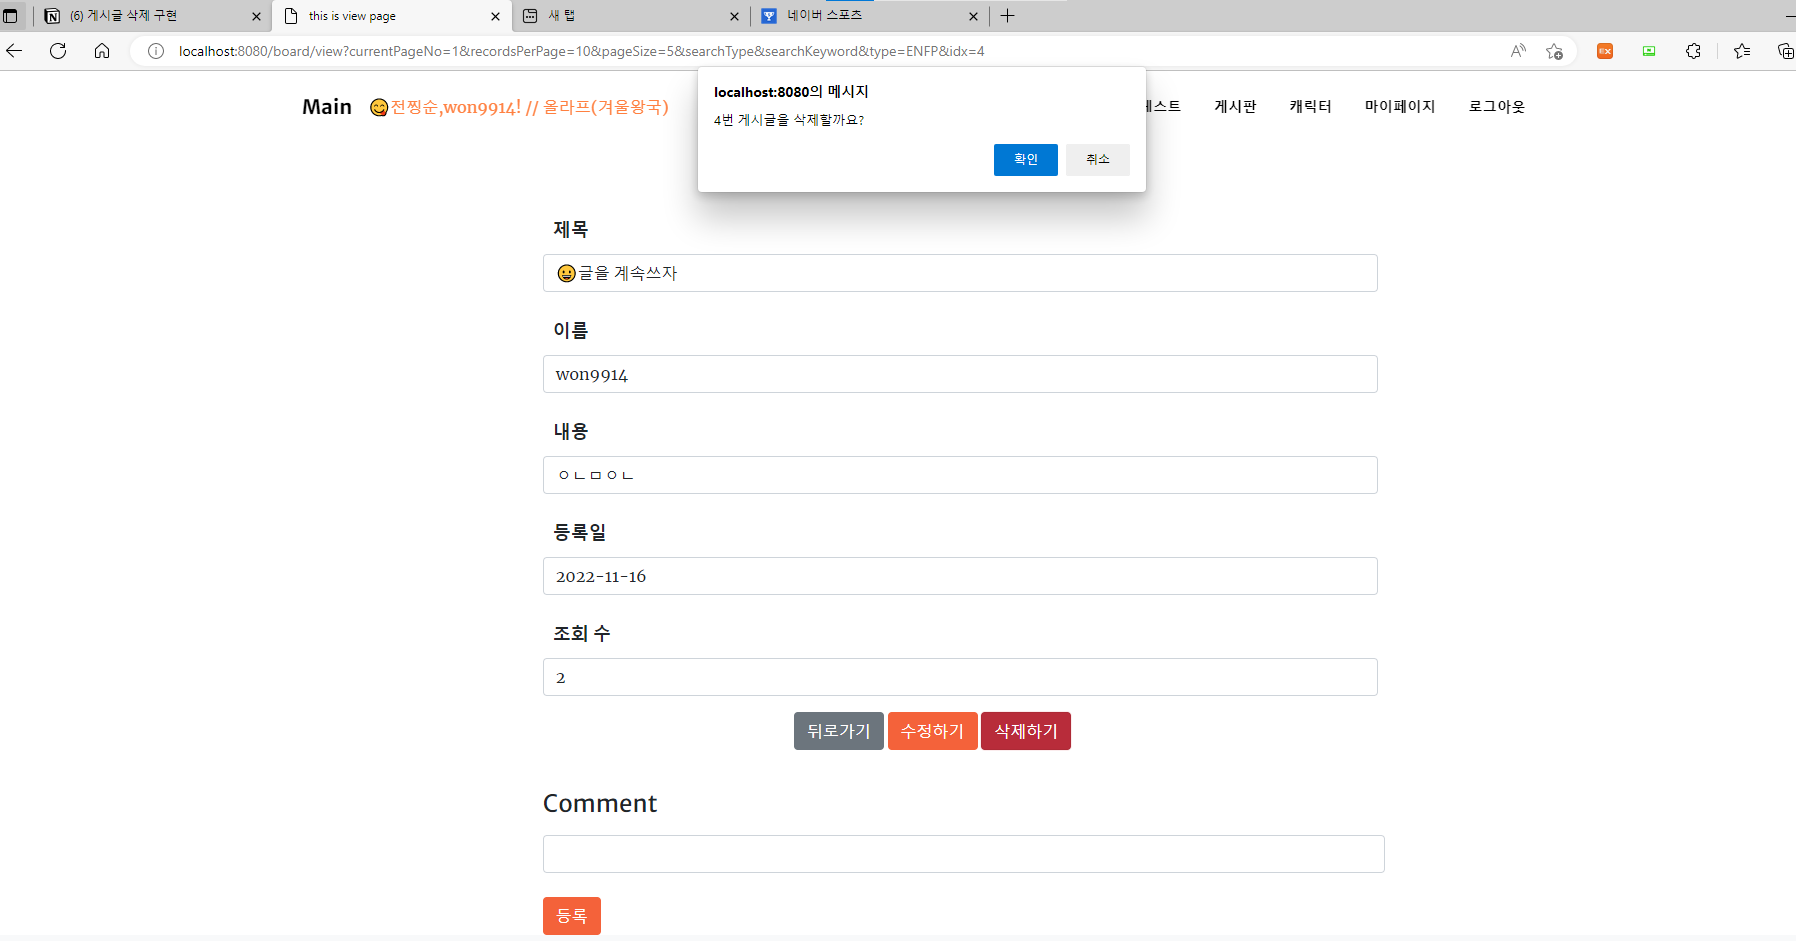 (6) 게시글 삭제 구현
this is view page
새 탭
네이버 스포츠
localhost:8080/board/view?currentPageNo=1&recordsPerPage=10&pageSize=5&searchType&searchKeyword&type=ENFP&idx=4
localhost:8080의 메시지
4번 게시글을 삭제할까요?
확인 취소
Main 😋전찡순,won9914! // 올라프(겨울왕국)
스트 게시판 캐릭터 마이페이지 로그아웃
제목
😀글을 계속쓰자
이름
won9914
내용
ㅇㄴㅁㅇㄴ
등록일
2022-11-16
조회 수
2
뒤로가기 수정하기 삭제하기
Comment
등록